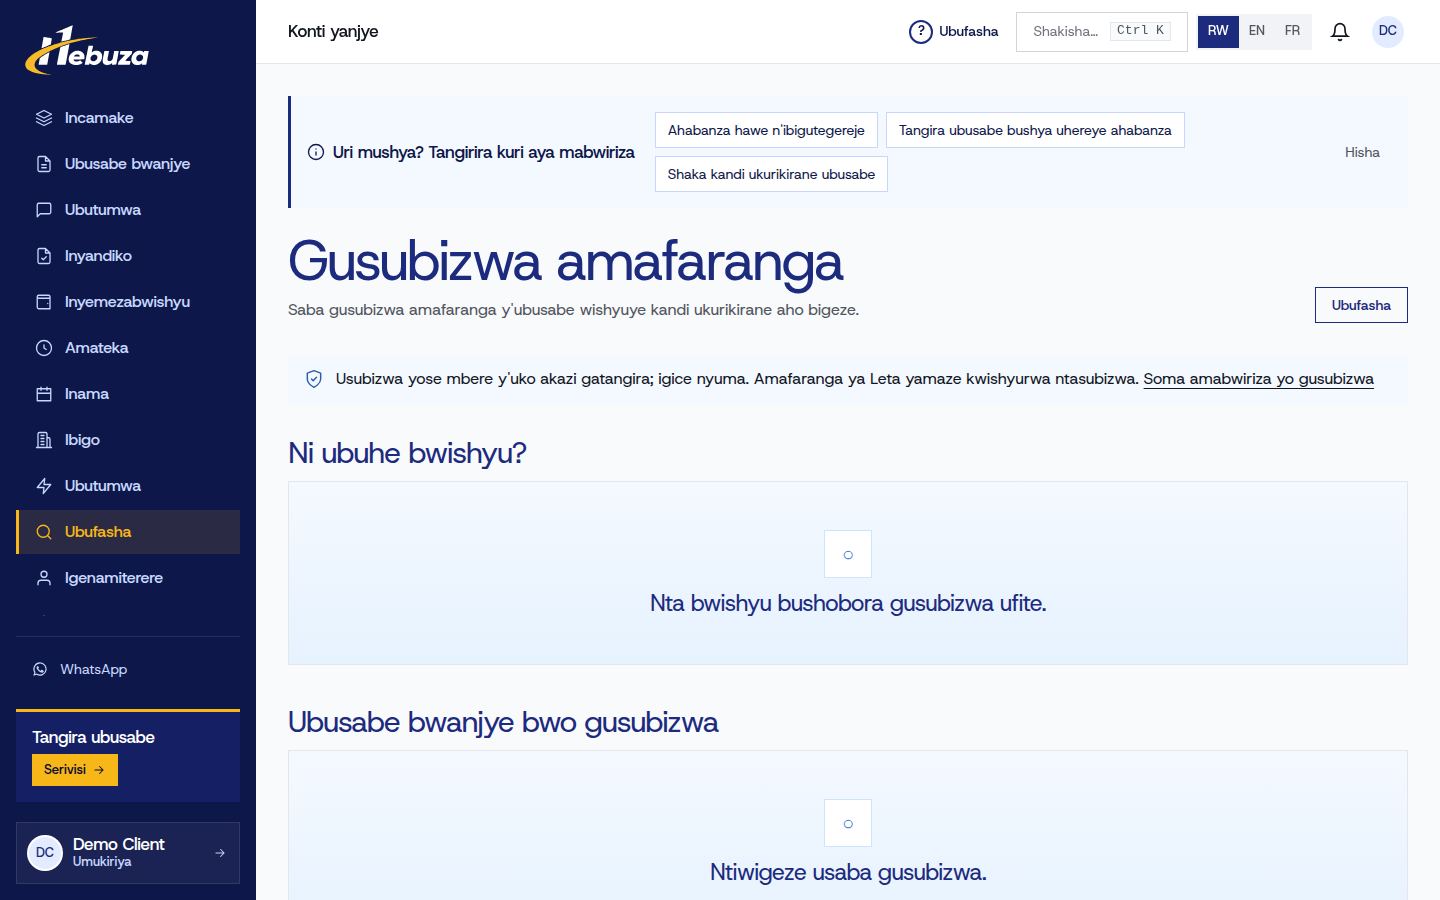 Hebuza
Incamake
Ubusabe bwanjye
Ubutumwa
Inyandiko
Inyemezabwishyu
Amateka
Inama
Ibigo
Ubutumwa
Ubufasha
Igenamiterere
WhatsApp
Tangira ubusabe
Serivisi →
DC
Demo Client
Umukiriya
→
Konti yanjye
? Ubufasha
Shakisha... Ctrl K
RW EN FR
DC
Uri mushya? Tangirira kuri aya mabwiriza
Ahabanza hawe n'ibigutegereje
Tangira ubusabe bushya uhereye ahabanza
Shaka kandi ukurikirane ubusabe
Hisha
Gusubizwa amafaranga
Saba gusubizwa amafaranga y'ubusabe wishyuye kandi ukurikirane aho bigeze.
Ubufasha
Usubizwa yose mbere y'uko akazi gatangira; igice nyuma. Amafaranga ya Leta yamaze kwishyurwa ntasubizwa. Soma amabwiriza yo gusubizwa
Ni ubuhe bwishyu?
Nta bwishyu bushobora gusubizwa ufite.
Ubusabe bwanjye bwo gusubizwa
Ntiwigeze usaba gusubizwa.